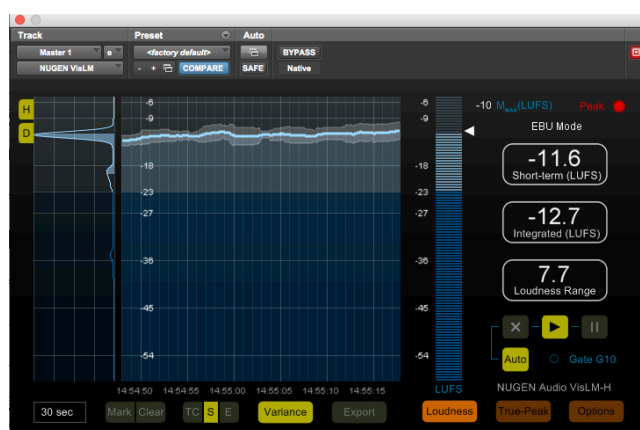 Track Preset Auto
Master 1 e <factory default> BYPASS
NUGEN VisLM - + COMPARE SAFE Native
-6 -6 -10 Mmax(LUFS) Peak
H
-9 -9 EBU Mode
D
-11.6
Short-term (LUFS)
-18 -18
-23 -23
-12.7
Integrated (LUFS)
-27 -27
-36 -36
7.7
Loudness Range
-45 -45
-54 -54
Auto Gate G10
14:54:50 14:54:55 14:55:00 14:55:05 14:55:10 14:55:15 LUFS NUGEN Audio VisLM-H
30 sec Mark Clear TC S E Variance Export Loudness True-Peak Options